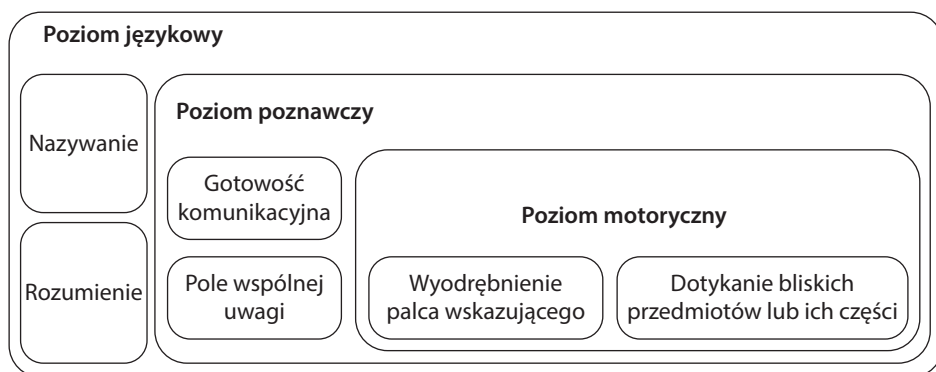 Poziom językowy
Nazywanie
Rozumienie
Poziom poznawczy
Gotowość
komunikacyjna
Pole wspólnej
uwagi
Poziom motoryczny
Wyodrębnienie
palca wskazującego
Dotykanie bliskich
przedmiotów lub ich części